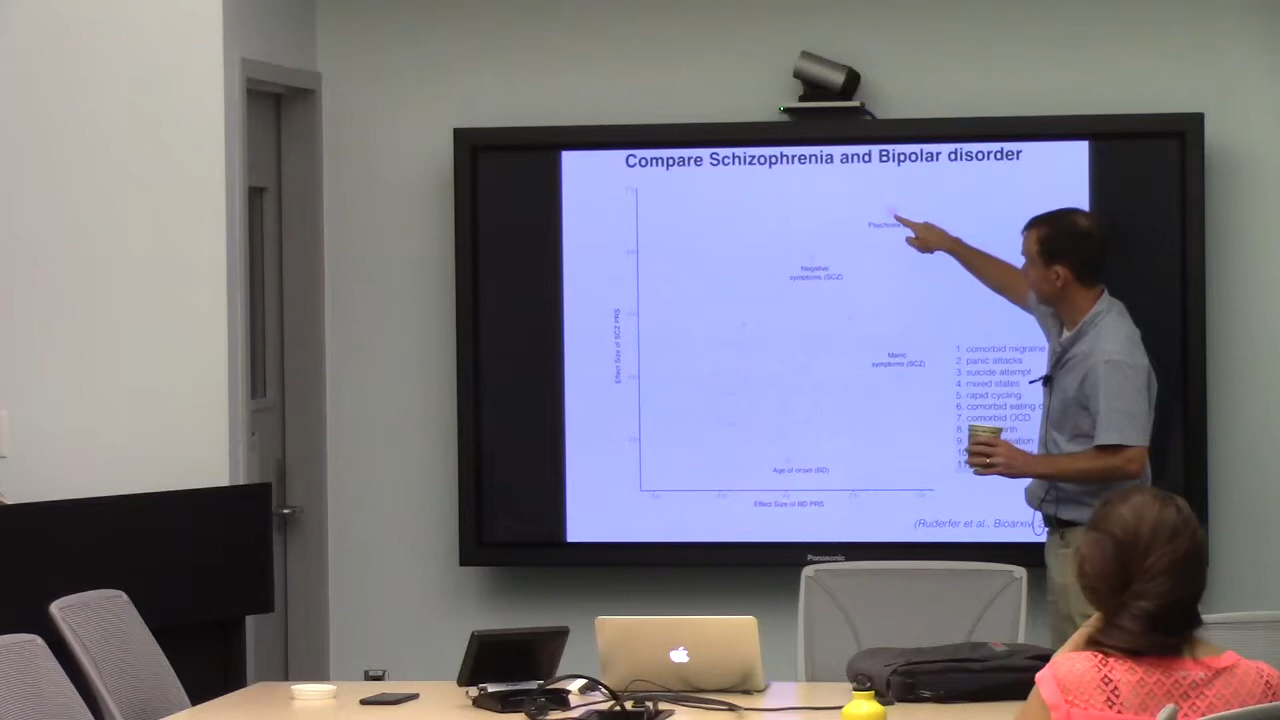 Compare Schizophrenia and Bipolar disorder
Negative
symptoms (SCZ)
Manic
symptoms (SCZ)
Age of onset (BD)
Effect Size of SCZ PRS
Effect Size of BD PRS
1. comorbid migraine
2. panic attacks
3. suicide attempt
4. mixed states
5. rapid cycling
6. comorbid eating
7. comorbid OCD
8.
9.
(Ruderfer et al., Bioarxiv
Panasonic